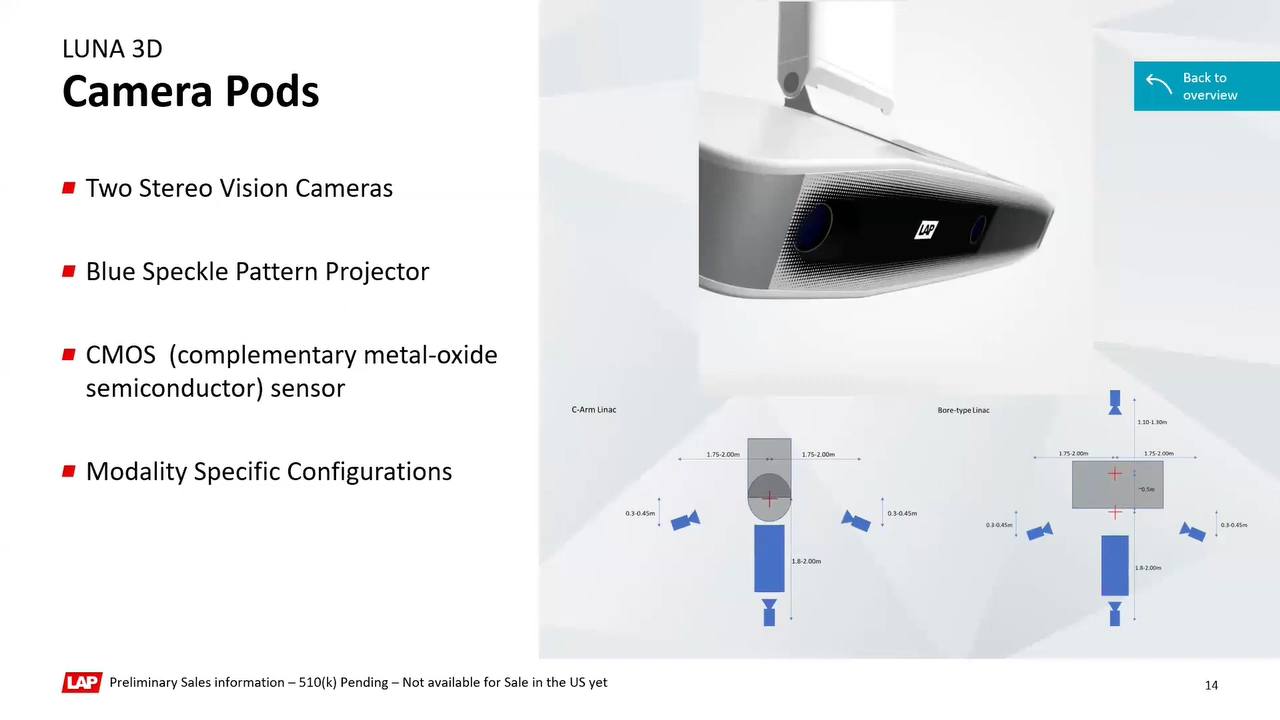 LUNA 3D
Camera Pods
Back to
overview
Two Stereo Vision Cameras
Blue Speckle Pattern Projector
CMOS (complementary metal-oxide
semiconductor) sensor
Modality Specific Configurations
LAP
C-Arm Linac
1.75-2.00m
1.75-2.00m
0.3-0.45m
0.3-0.45m
1.8-2.00m
Bore-type Linac
1.10-1.30m
1.75-2.00m
1.75-2.00m
~0.5m
0.3-0.45m
0.3-0.45m
1.8-2.00m
LAP Preliminary Sales information – 510(k) Pending – Not available for Sale in the US yet
14